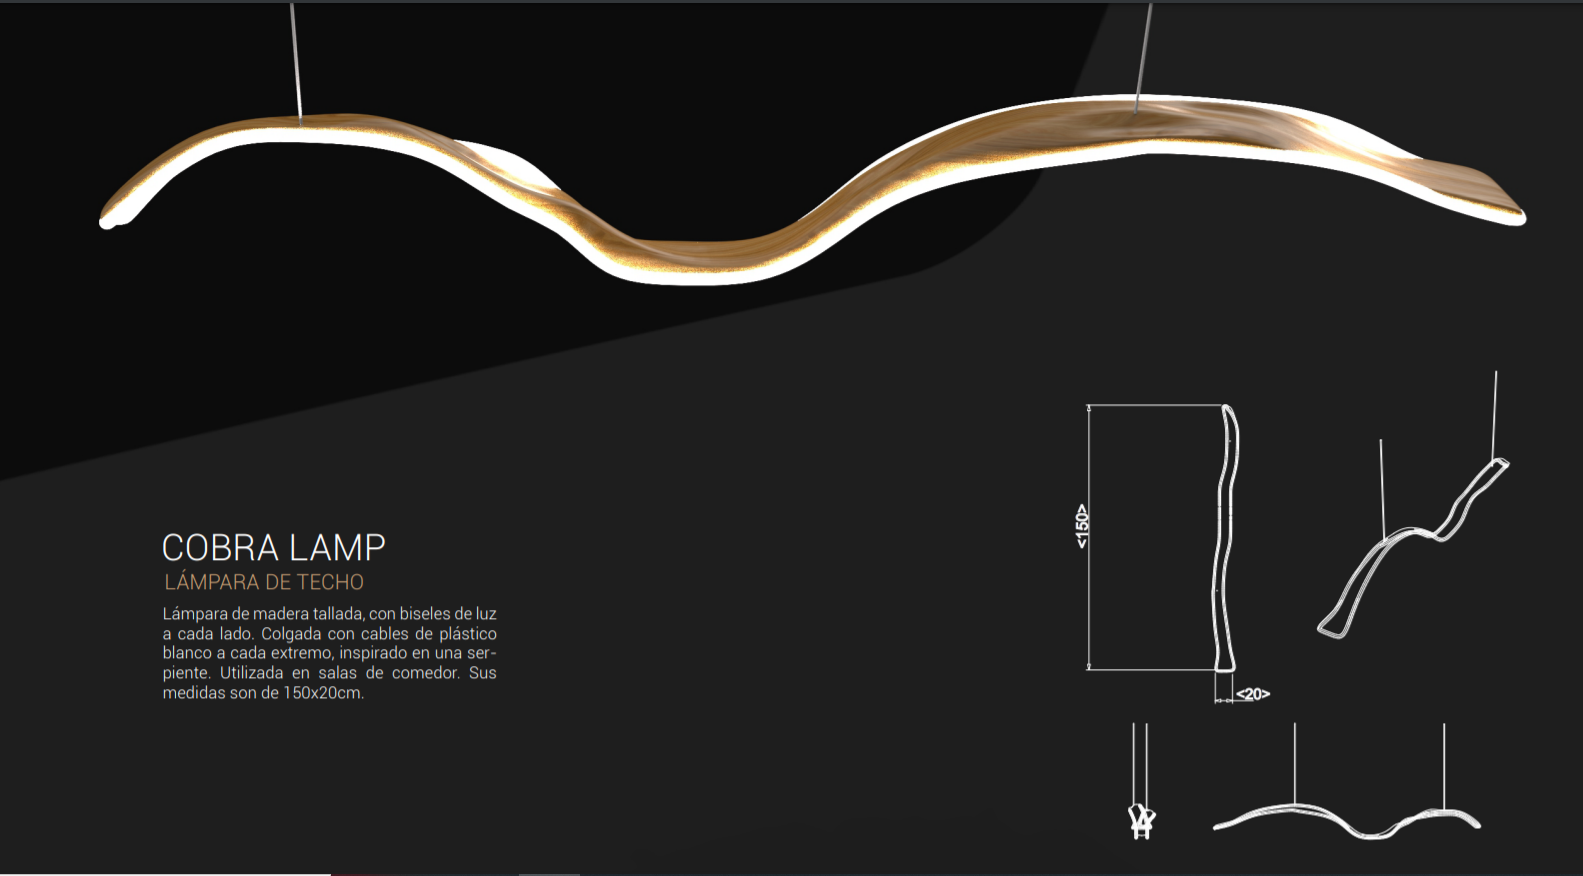 COBRA LAMP
LÁMPARA DE TECHO
Lámpara de madera tallada, con biseles de luz
a cada lado. Colgada con cables de plástico
blanco a cada extremo, inspirado en una ser-
piente. Utilizada en salas de comedor. Sus
medidas son de 150x20cm.
<150>
<20>